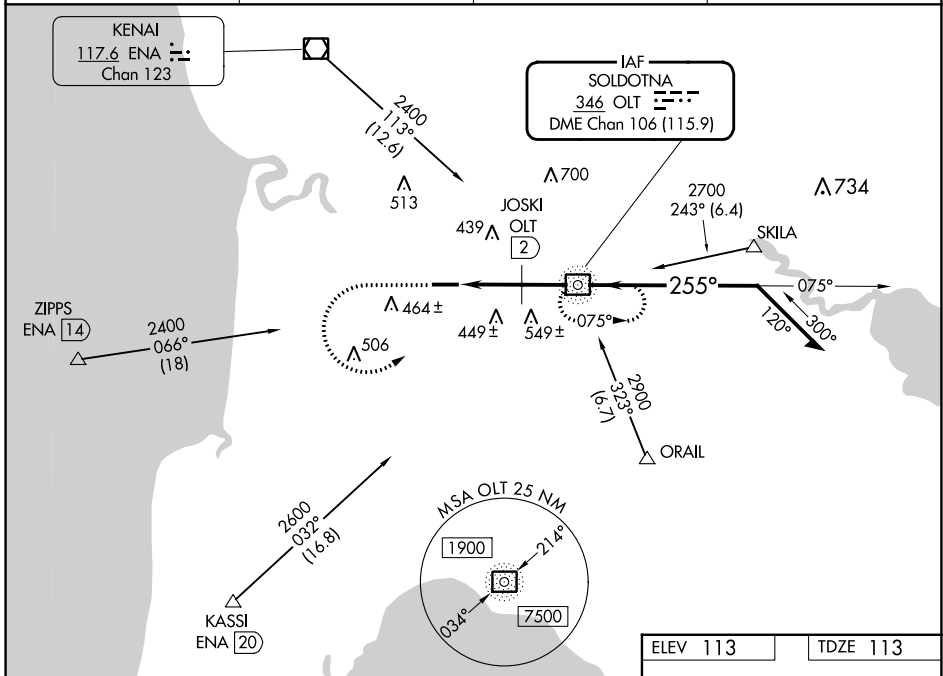 KENAI
117.6 ENA
Chan 123
IAF
SOLDOTNA
346 OLT
DME Chan 106 (115.9)
2400
113°
(12.6)
513
700
734
JOSKI
OLT
2
439
2700
243° (6.4)
SKILA
255°
075°
120°
300°
464 ±
449 ±
549 ±
075°
506
ZIPPS
ENA 14
2400
066°
(18)
2900
323°
(6.7)
ORAIL
2600
032°
(16.8)
KASSI
ENA 20
MSA OLT 25 NM
1900
214°
034°
7500
ELEV 113
TDZE 113